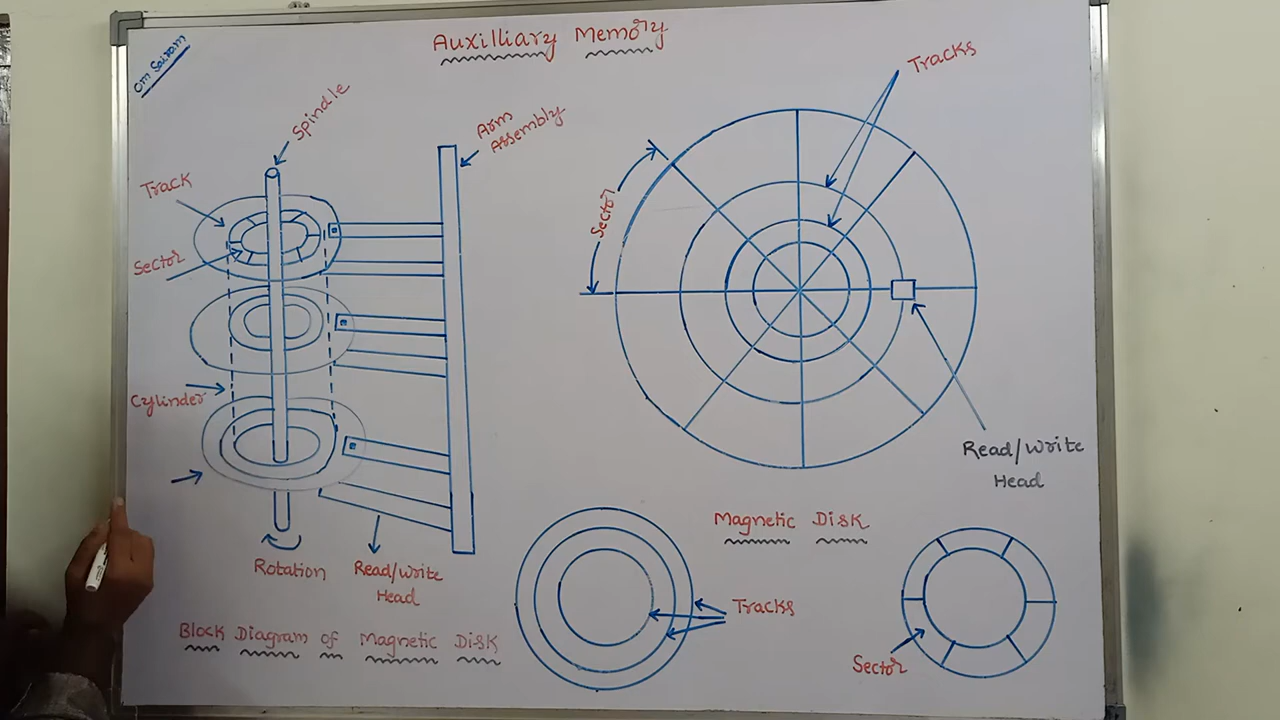 Om Sairam
Auxilliary Memory
Spindle
Arm
Assembly
Track
Sector
Cylinder
Rotation
Read/Write
Head
Block Diagram of Magnetic Disk
Tracks
Sector
Read/Write
Head
Magnetic Disk
Tracks
Sector